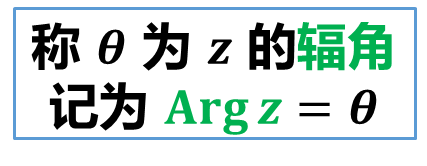 称 θ 为 z 的辐角
记为 Arg z = θ